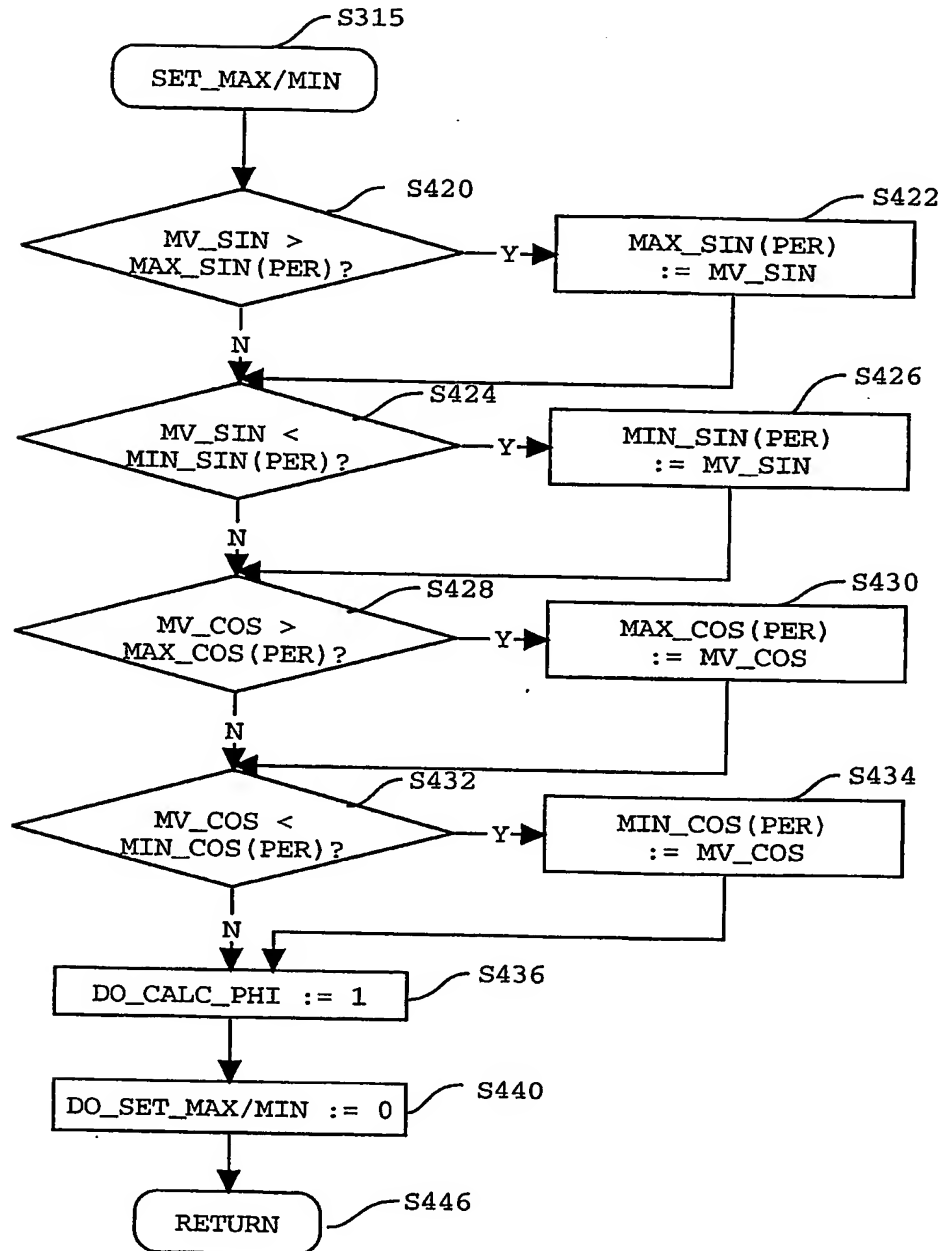 S315
SET_MAX/MIN
S420
MV_SIN >
MAX_SIN(PER)?
Y
S422
MAX_SIN(PER)
:= MV_SIN
N
S424
MV_SIN <
MIN_SIN(PER)?
Y
S426
MIN_SIN(PER)
:= MV_SIN
N
S428
MV_COS >
MAX_COS(PER)?
Y
S430
MAX_COS(PER)
:= MV_COS
N
S432
MV_COS <
MIN_COS(PER)?
Y
S434
MIN_COS(PER)
:= MV_COS
N
S436
DO_CALC_PHI := 1
S440
DO_SET_MAX/MIN := 0
S446
RETURN